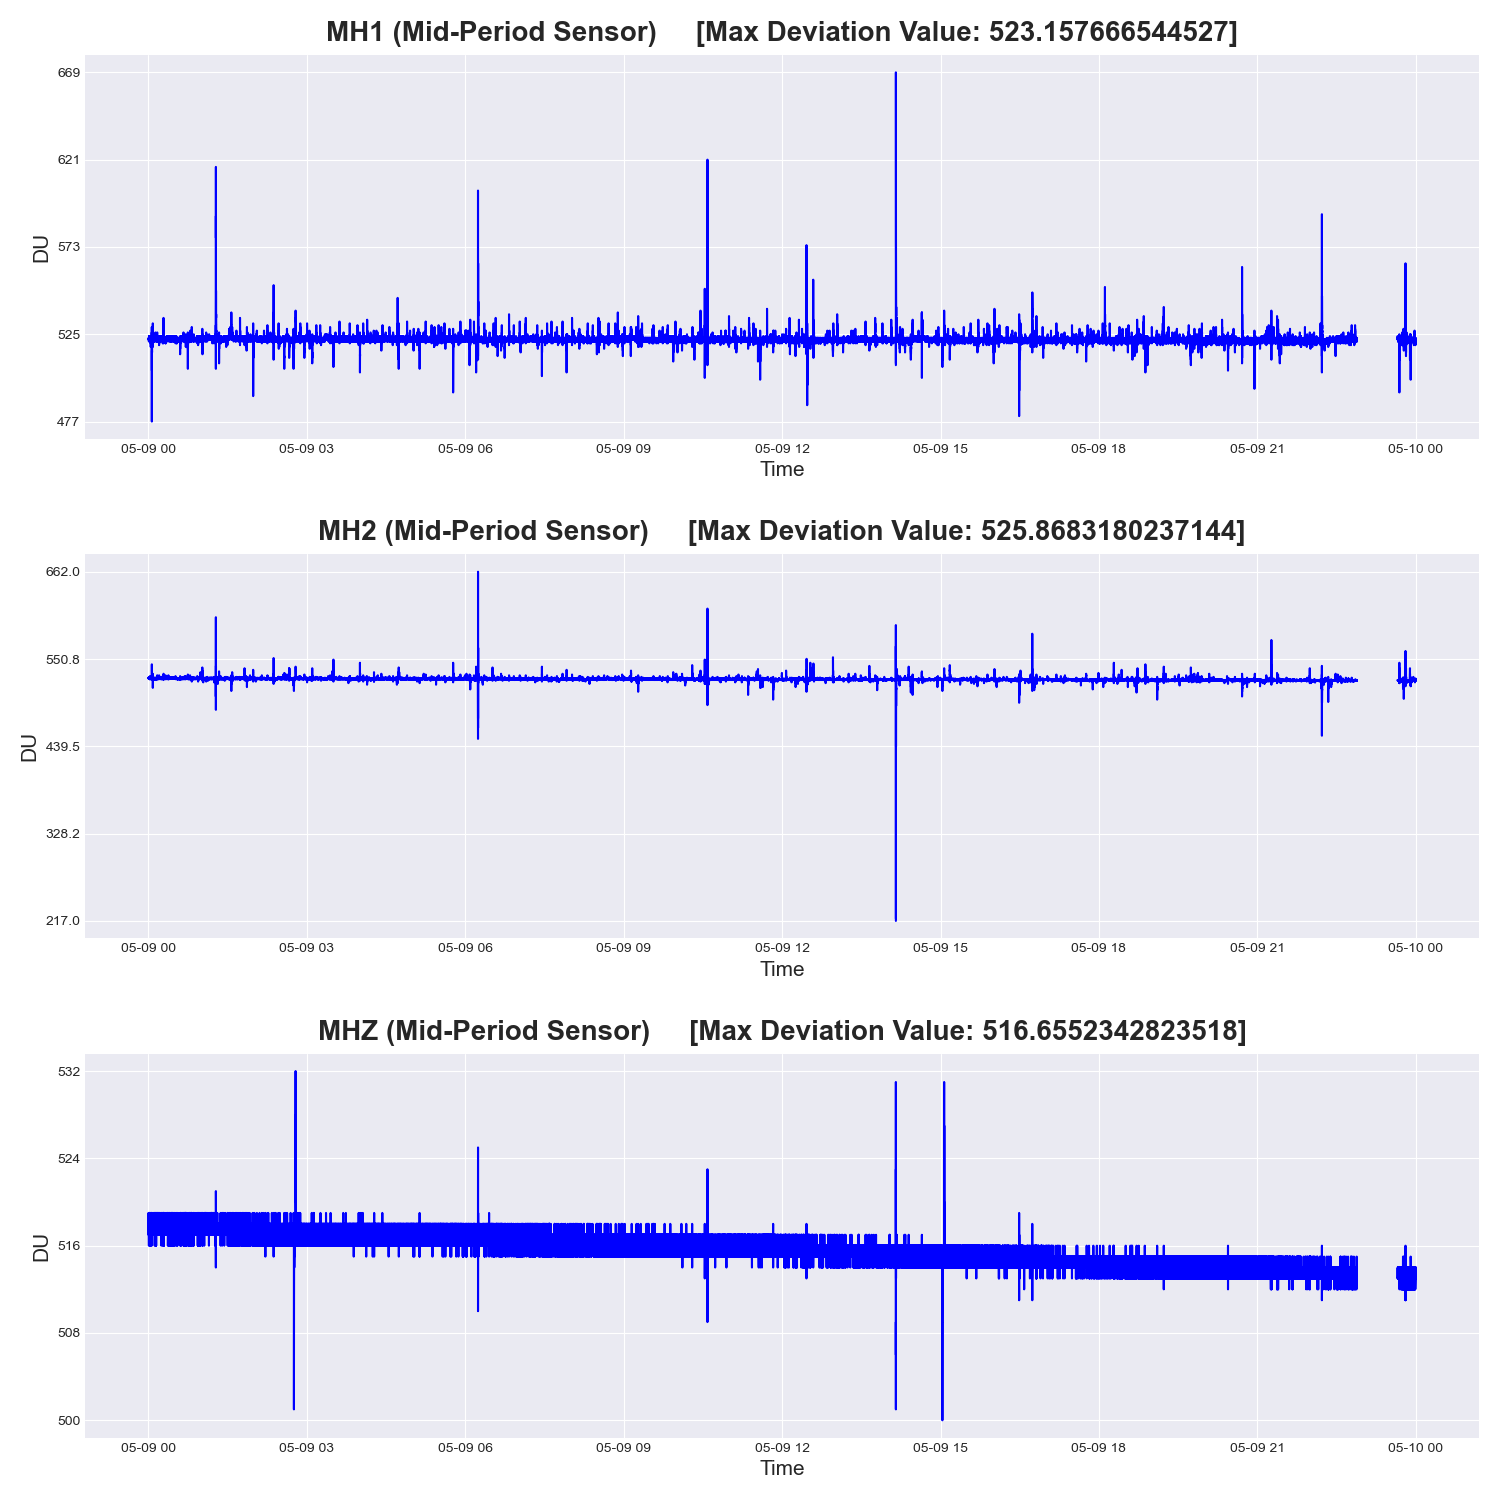 MH1 (Mid-Period Sensor) [Max Deviation Value: 523.157666544527]
669
621
573
525
477
DU
05-09 00 05-09 03 05-09 06 05-09 09 05-09 12 05-09 15 05-09 18 05-09 21 05-10 00
Time
MH2 (Mid-Period Sensor) [Max Deviation Value: 525.8683180237144]
662.0
550.8
439.5
328.2
217.0
DU
05-09 00 05-09 03 05-09 06 05-09 09 05-09 12 05-09 15 05-09 18 05-09 21 05-10 00
Time
MHZ (Mid-Period Sensor) [Max Deviation Value: 516.6552342823518]
532
524
516
508
500
DU
05-09 00 05-09 03 05-09 06 05-09 09 05-09 12 05-09 15 05-09 18 05-09 21 05-10 00
Time